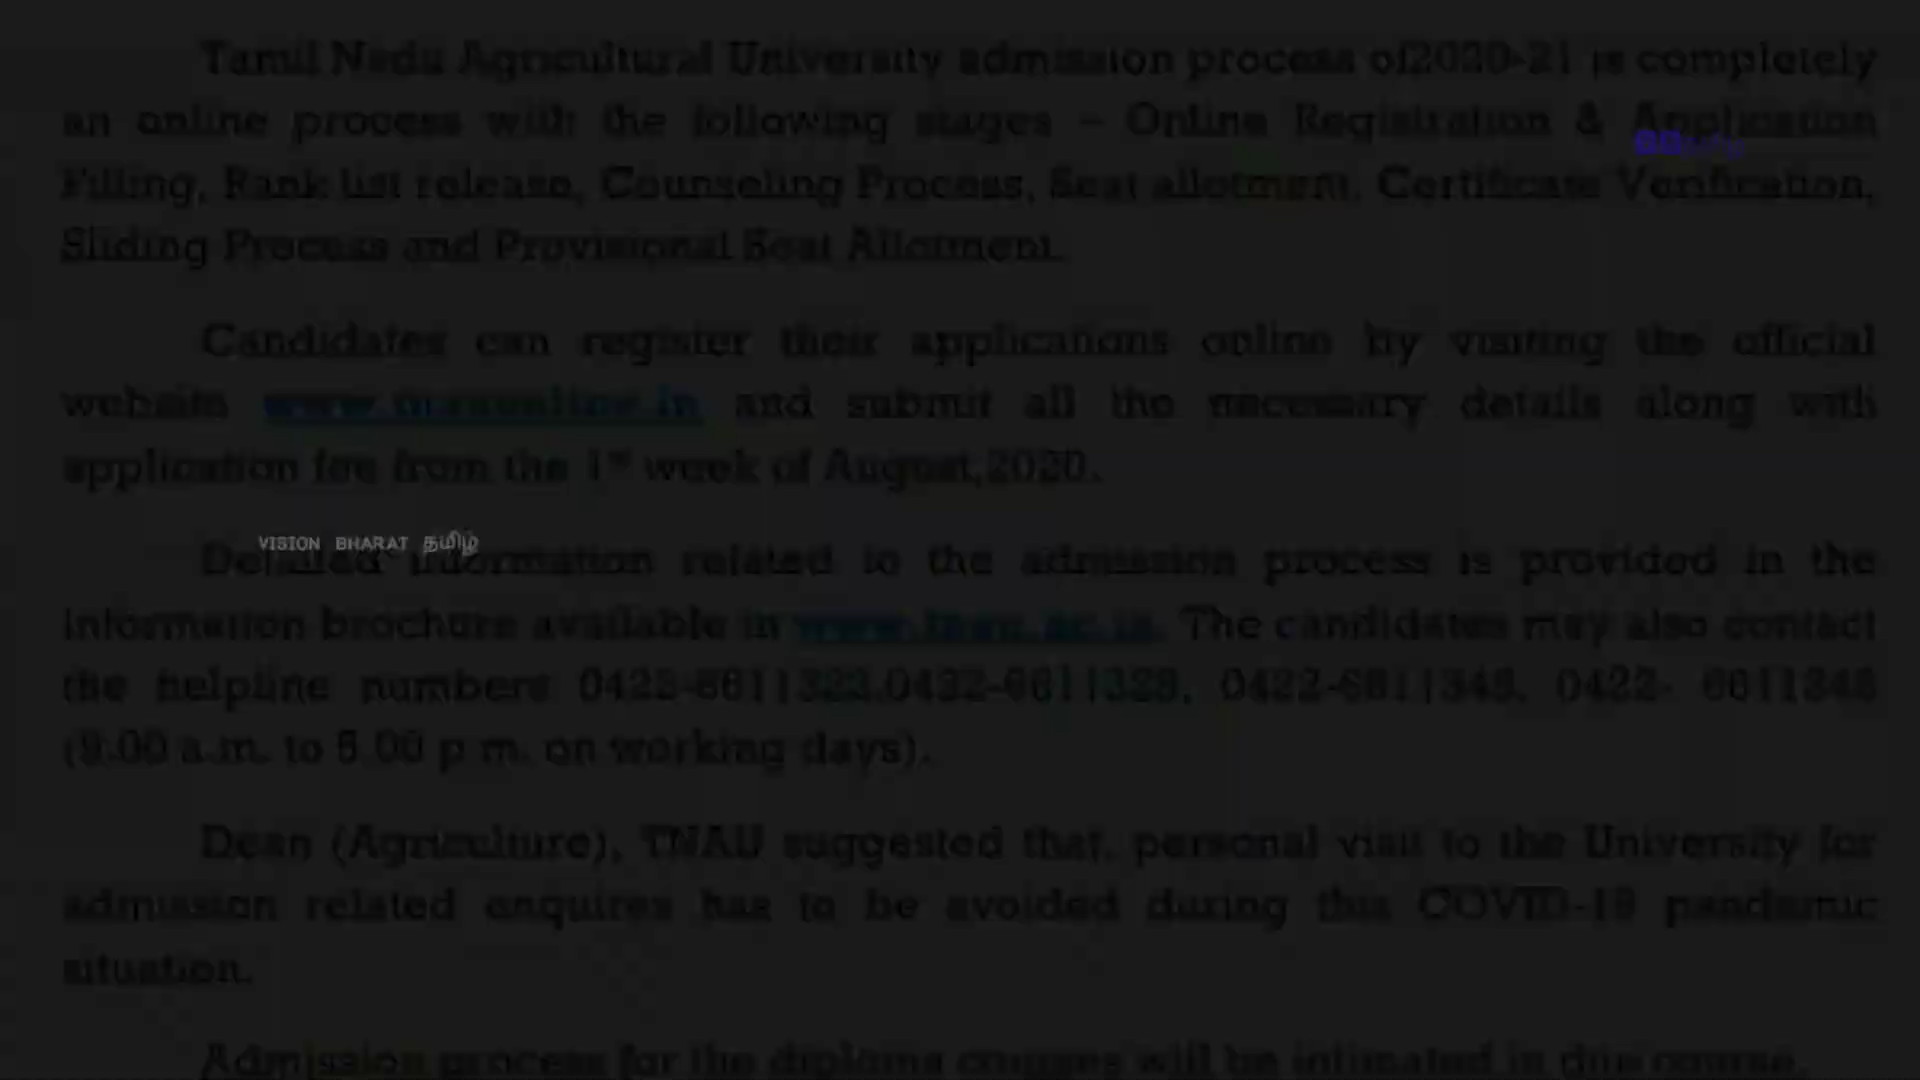 Tamil Nadu Agricultural University admission process of2020-21 is completely
an online process with the following stages – Online Registration & Application
Filling, Rank list release, Counseling Process, Seat allotment, Certificate Verification,
Sliding Process and Provisional Seat Allotment.
Candidates can register their applications online by visiting the official
website and submit all the necessary details along with
application fee from the 1st week of August,2020.
VISION BHARAT தமிழ்
Detailed information related to the admission process is provided in the
information brochure available in www.tnau.ac.in. The candidates may also contact
the helpline numbers
(9.00 a.m. to 5.00 p.m. on working days).
Dean (Agriculture), TNAU suggested that, personal visit to the University for
admission related enquires has to be avoided during this COVID-19 pandemic
situation.
Admission process for the diploma courses will be intimated in due course.